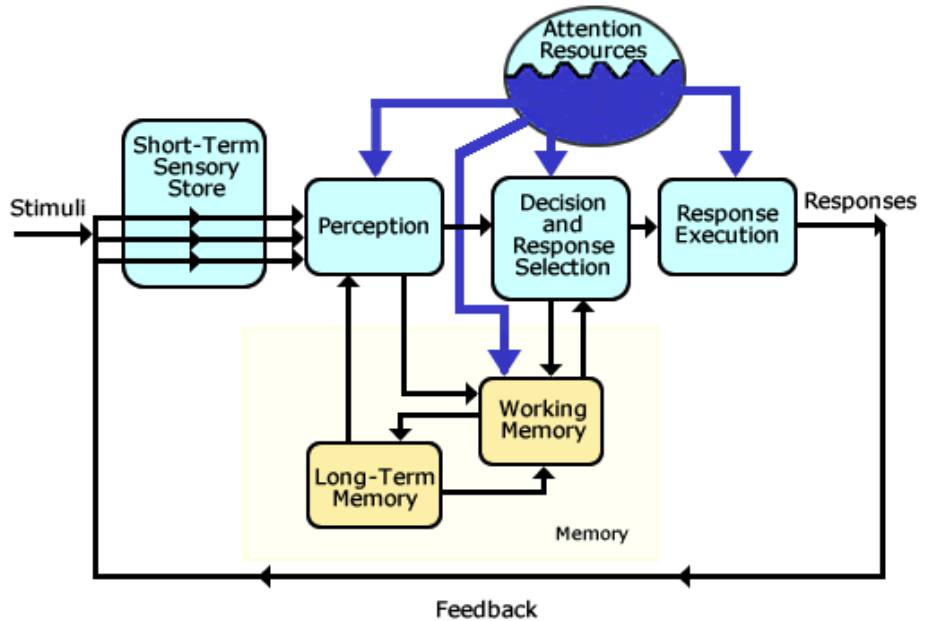 Attention
Resources
Short-Term
Sensory
Store
Stimuli
Perception
Decision
and
Response
Selection
Response
Execution
Responses
Working
Memory
Long-Term
Memory
Memory
Feedback